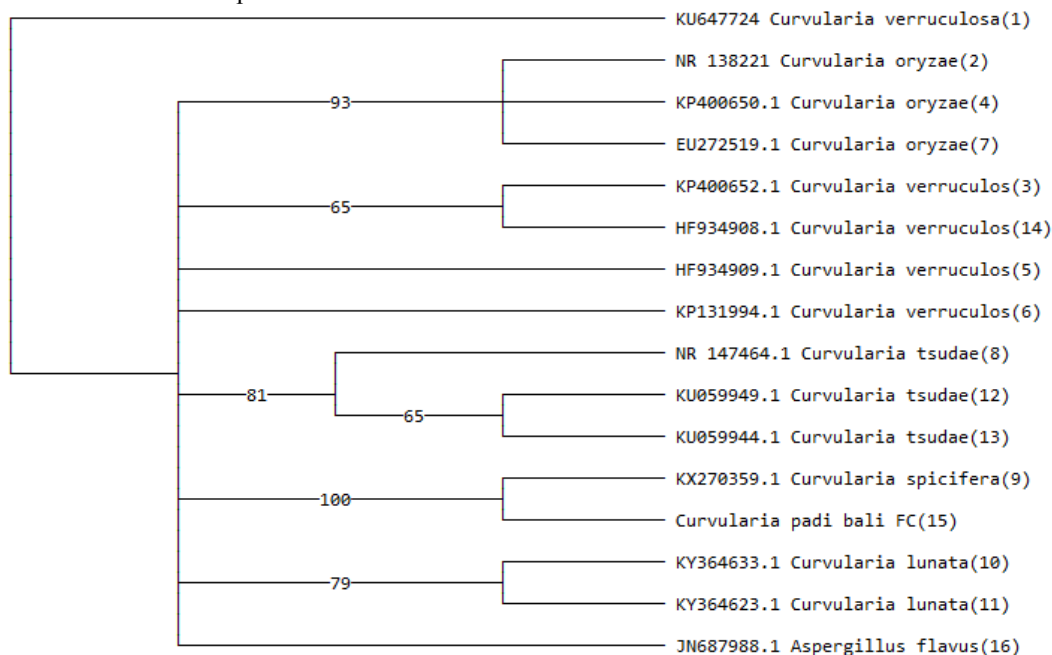 KU647724 Curvularia verruculosa(1)
NR 138221 Curvularia oryzae(2)
93
KP400650.1 Curvularia oryzae(4)
EU272519.1 Curvularia oryzae(7)
KP400652.1 Curvularia verruculos(3)
65
HF934908.1 Curvularia verruculos(14)
HF934909.1 Curvularia verruculos(5)
KP131994.1 Curvularia verruculos(6)
NR 147464.1 Curvularia tsudae(8)
81
KU059949.1 Curvularia tsudae(12)
65
KU059944.1 Curvularia tsudae(13)
KX270359.1 Curvularia spicifera(9)
100
Curvularia padi bali FC(15)
KY364633.1 Curvularia lunata(10)
79
KY364623.1 Curvularia lunata(11)
JN687988.1 Aspergillus flavus(16)